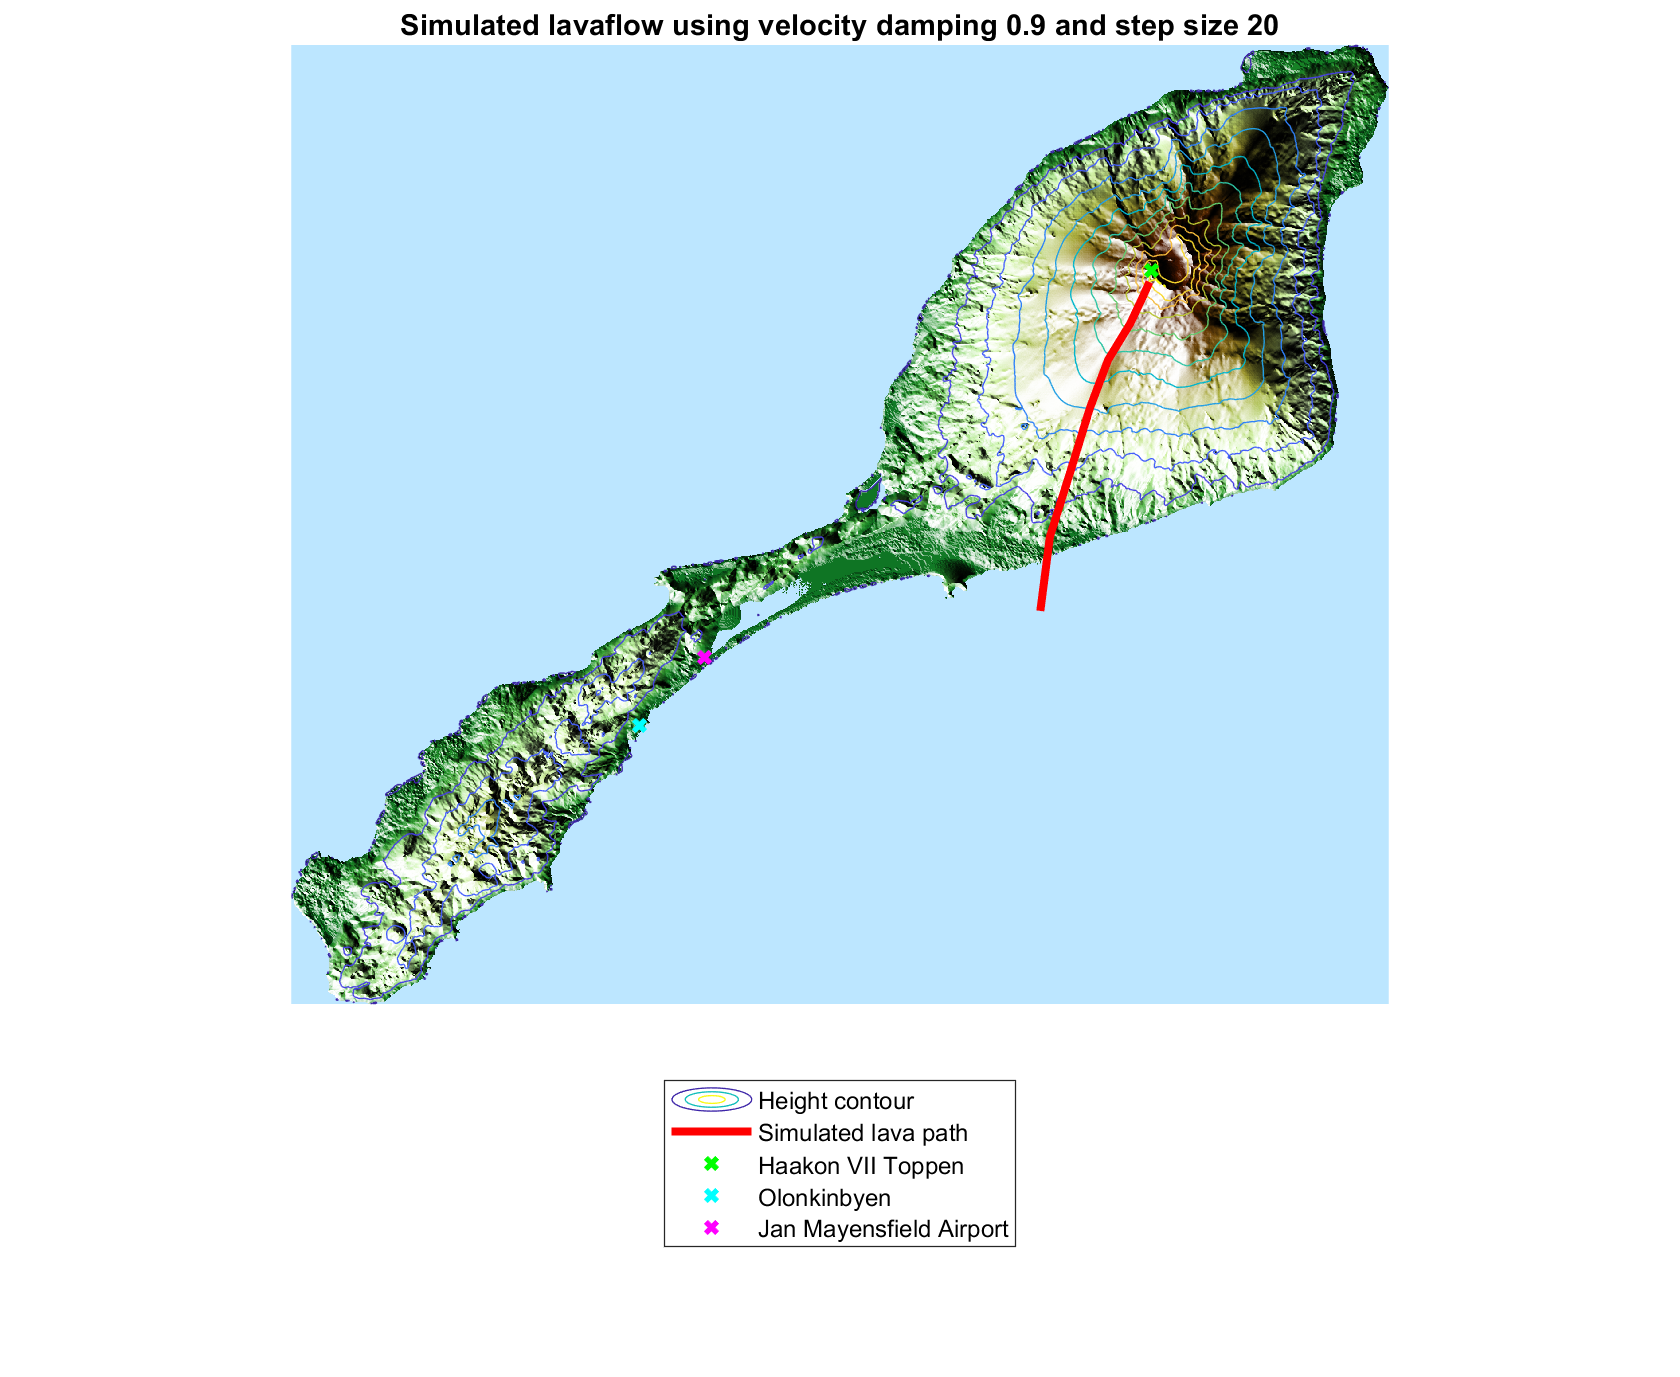 Simulated lavaflow using velocity damping 0.9 and step size 20
Height contour
Simulated lava path
Haakon VII Toppen
Olonkinbyen
Jan Mayensfield Airport